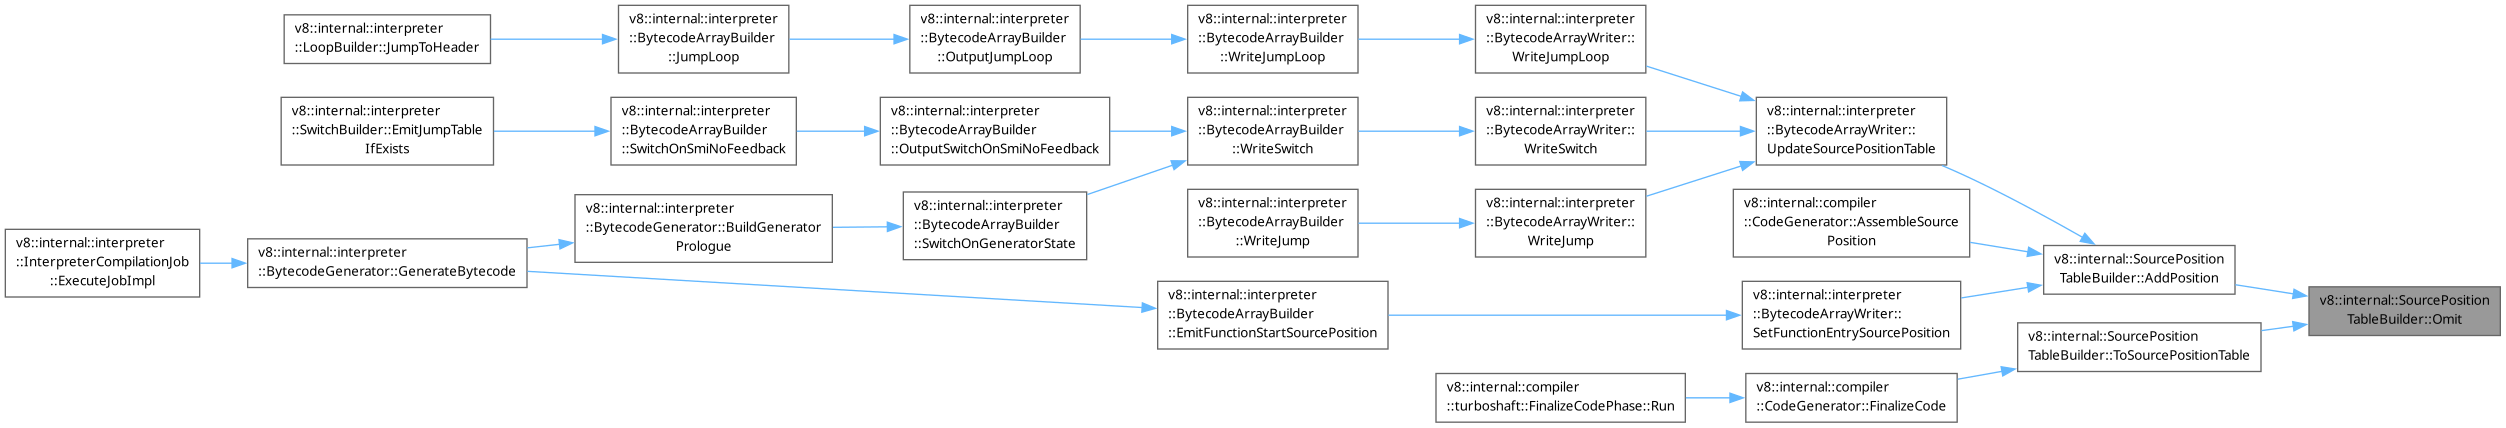 v8::internal::interpreter
::LoopBuilder::JumpToHeader
v8::internal::interpreter
::BytecodeArrayBuilder
::JumpLoop
v8::internal::interpreter
::BytecodeArrayBuilder
::OutputJumpLoop
v8::internal::interpreter
::BytecodeArrayBuilder
::WriteJumpLoop
v8::internal::interpreter
::BytecodeArrayWriter::
WriteJumpLoop
v8::internal::interpreter
::SwitchBuilder::EmitJumpTable
IfExists
v8::internal::interpreter
::BytecodeArrayBuilder
::SwitchOnSmiNoFeedback
v8::internal::interpreter
::BytecodeArrayBuilder
::OutputSwitchOnSmiNoFeedback
v8::internal::interpreter
::BytecodeArrayBuilder
::WriteSwitch
v8::internal::interpreter
::BytecodeArrayWriter::
WriteSwitch
v8::internal::interpreter
::BytecodeArrayWriter::
UpdateSourcePositionTable
v8::internal::interpreter
::InterpreterCompilationJob
::ExecuteJobImpl
v8::internal::interpreter
::BytecodeGenerator::GenerateBytecode
v8::internal::interpreter
::BytecodeGenerator::BuildGenerator
Prologue
v8::internal::interpreter
::BytecodeArrayBuilder
::SwitchOnGeneratorState
v8::internal::interpreter
::BytecodeArrayBuilder
::WriteJump
v8::internal::interpreter
::BytecodeArrayWriter::
WriteJump
v8::internal::compiler
::CodeGenerator::AssembleSource
Position
v8::internal::SourcePosition
TableBuilder::AddPosition
v8::internal::interpreter
::BytecodeArrayBuilder
::EmitFunctionStartSourcePosition
v8::internal::interpreter
::BytecodeArrayWriter::
SetFunctionEntrySourcePosition
v8::internal::SourcePosition
TableBuilder::Omit
v8::internal::SourcePosition
TableBuilder::ToSourcePositionTable
v8::internal::compiler
::turboshaft::FinalizeCodePhase::Run
v8::internal::compiler
::CodeGenerator::FinalizeCode